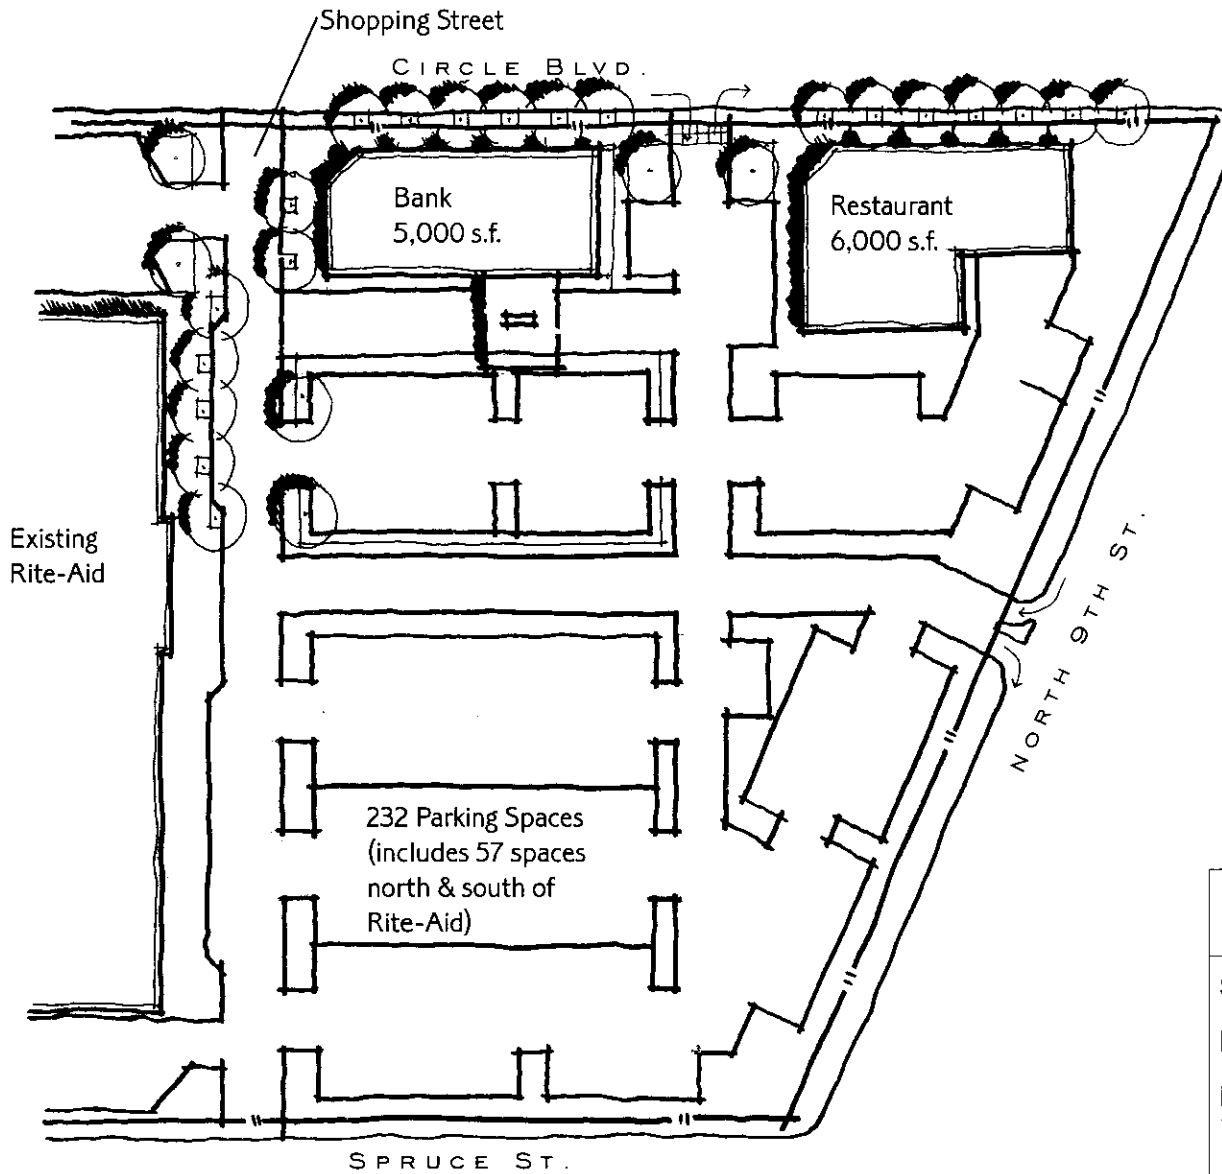 Shopping Street
CIRCLE BLVD.
Bank
5,000 s.f.
Restaurant
6,000 s.f.
Existing
Rite-Aid
NORTH 9TH ST.
232 Parking Spaces
(includes 57 spaces
north & south of
Rite-Aid)
SPRUCE ST.